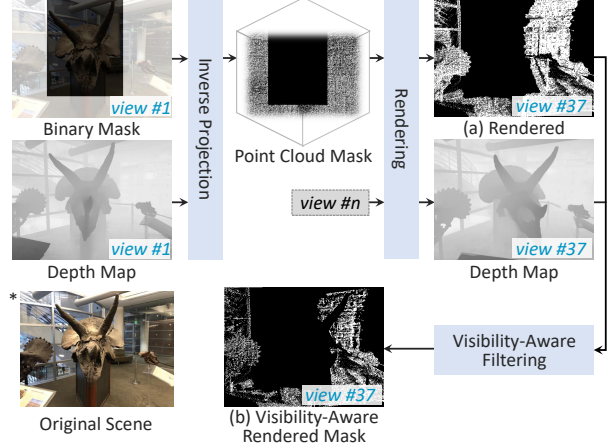 view #1
Binary Mask
Inverse Projection
Point Cloud Mask
Rendering
view #37
(a) Rendered
view #1
Depth Map
view #n
view #37
Depth Map
*
Original Scene
view #37
(b) Visibility-Aware
Rendered Mask
Visibility-Aware
Filtering